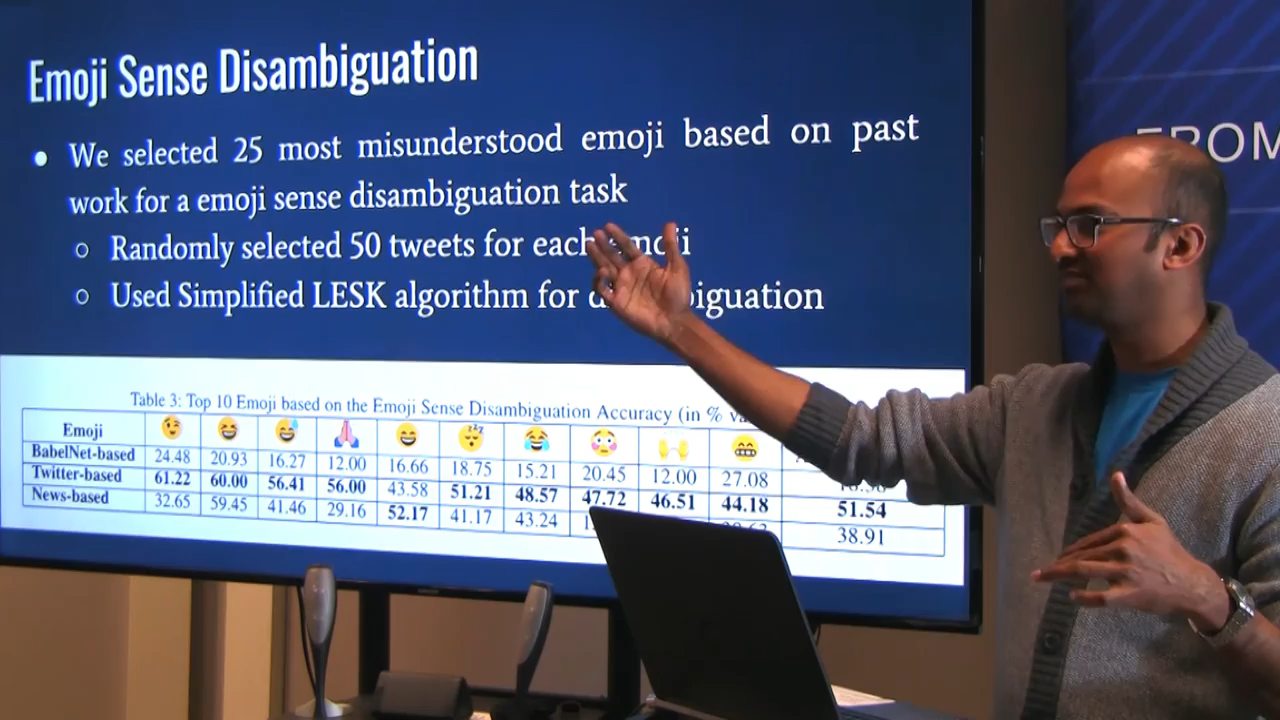 Emoji Sense Disambiguation
FROM
We selected 25 most misunderstood emoji based on past
work for a emoji sense disambiguation task
Randomly selected 50 tweets for each
Used Simplified LESK algorithm for
Table 3: Top 10 Emoji based on the Emoji Sense Disambiguation Accuracy (in %
Emoji 😉 😄 😅 🙏 😄 😴 😂 😳 🙌 😁
BabelNet-based 24.48 20.93 16.27 12.00 16.66 18.75 15.21 20.45 12.00 27.08
Twitter-based 61.22 60.00 56.41 56.00 43.58 51.21 48.57 47.72 46.51 44.18 51.54
News-based 32.65 59.45 41.46 29.16 52.17 41.17 43.24 38.91